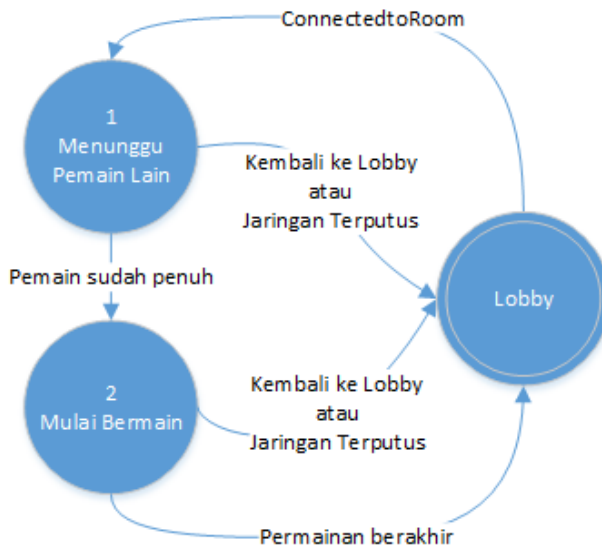 ConnectedtoRoom
1
Menunggu
Pemain Lain
Kembali ke Lobby
atau
Jaringan Terputus
Lobby
Pemain sudah penuh
2
Mulai Bermain
Kembali ke Lobby
atau
Jaringan Terputus
Permainan berakhir